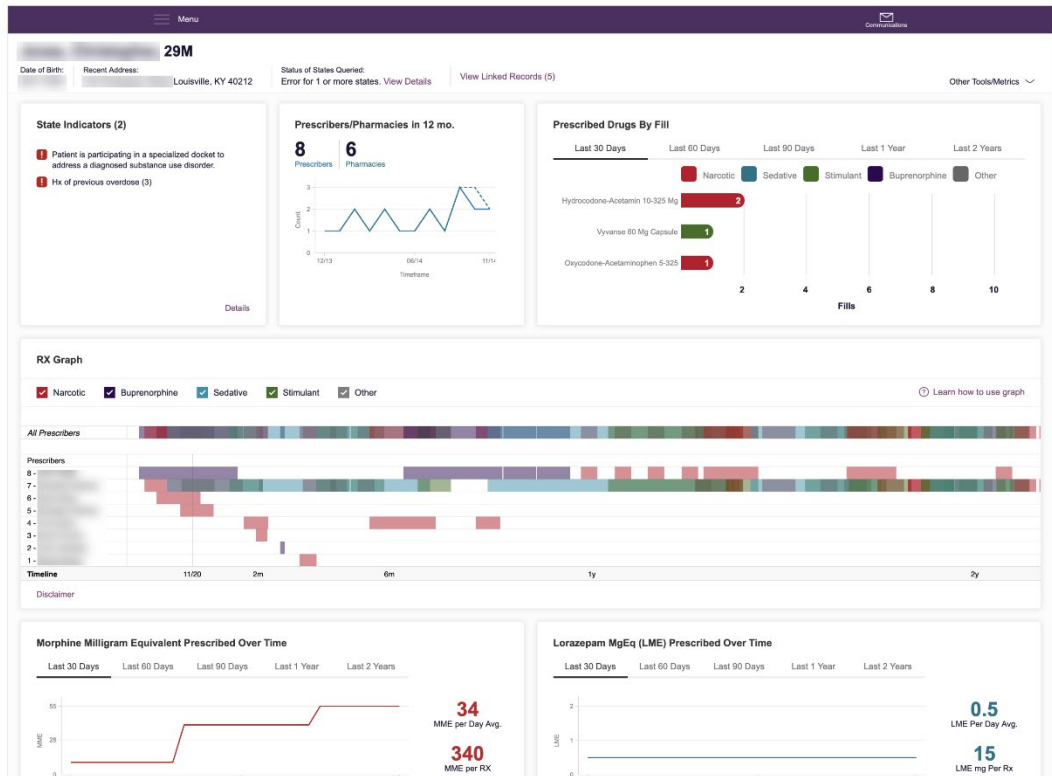 Menu
Communications
29M
Date of Birth:
Recent Address:
Louisville, KY 40212
Status of States Queried:
Error for 1 or more states. View Details
View Linked Records (5)
Other Tools/Metrics
State Indicators (2)
Patient is participating in a specialized docket to
address a diagnosed substance use disorder.
Hx of previous overdose (3)
Details
Prescribers/Pharmacies in 12 mo.
8 6
Prescribers Pharmacies
3
2
1
0
Count
12/13 06/14 11/14
Timeframe
Prescribed Drugs By Fill
Last 30 Days Last 60 Days Last 90 Days Last 1 Year Last 2 Years
Narcotic Sedative Stimulant Buprenorphine Other
Hydrocodone-Acetamin 10-325 Mg 2
Vyvanse 60 Mg Capsule 1
Oxycodone-Acetaminophen 5-325 1
2 4 6 8 10
Fills
RX Graph
Narcotic Buprenorphine Sedative Stimulant Other
Learn how to use graph
All Prescribers
Prescribers
8 -
7 -
6 -
5 -
4 -
3 -
2 -
1 -
Timeline 11/20 2m 6m 1y 2y
Disclaimer
Morphine Milligram Equivalent Prescribed Over Time
Last 30 Days Last 60 Days Last 90 Days Last 1 Year Last 2 Years
55
28
0
MME
34
MME per Day Avg.
340
MME per RX
Lorazepam MgEq (LME) Prescribed Over Time
Last 30 Days Last 60 Days Last 90 Days Last 1 Year Last 2 Years
2
1
0
LME
0.5
LME Per Day Avg.
15
LME mg Per Rx